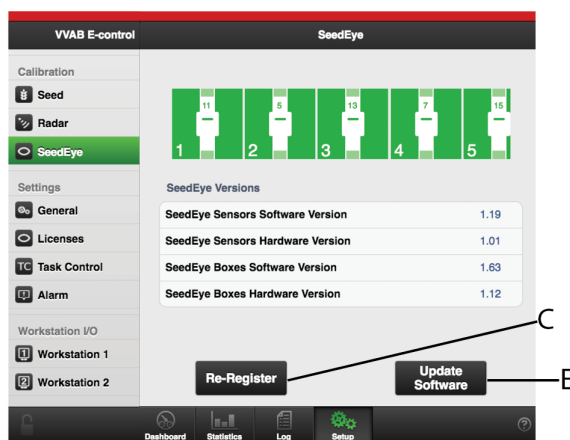 VVAB E-control
SeedEye
Calibration
Seed
Radar
SeedEye
Settings
General
Licenses
TC Task Control
Alarm
Workstation I/O
1 Workstation 1
2 Workstation 2
11 5 13 7 15
1 2 3 4 5
SeedEye Versions
SeedEye Sensors Software Version 1.19
SeedEye Sensors Hardware Version 1.01
SeedEye Boxes Software Version 1.63
SeedEye Boxes Hardware Version 1.12
C
Re-Register
Update
Software
Dashboard Statistics Log Setup
?